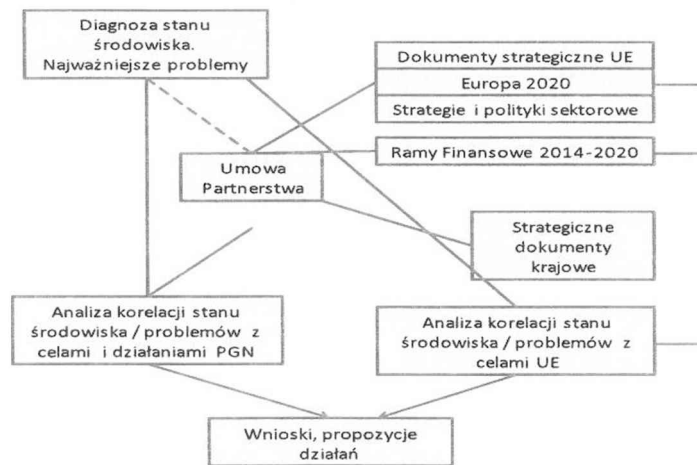 Diagnoza stanu
środowiska.
Najważniejsze problemy
Dokumenty strategiczne UE
Europa 2020
Strategie i polityki sektorowe
Ramy Finansowe 2014-2020
Umowa
Partnerstwa
Strategiczne
dokumenty
krajowe
Analiza korelacji stanu
środowiska / problemów z
celami i działaniami PGN
Analiza korelacji stanu
środowiska / problemów z
celami UE
Wnioski, propozycje
działań